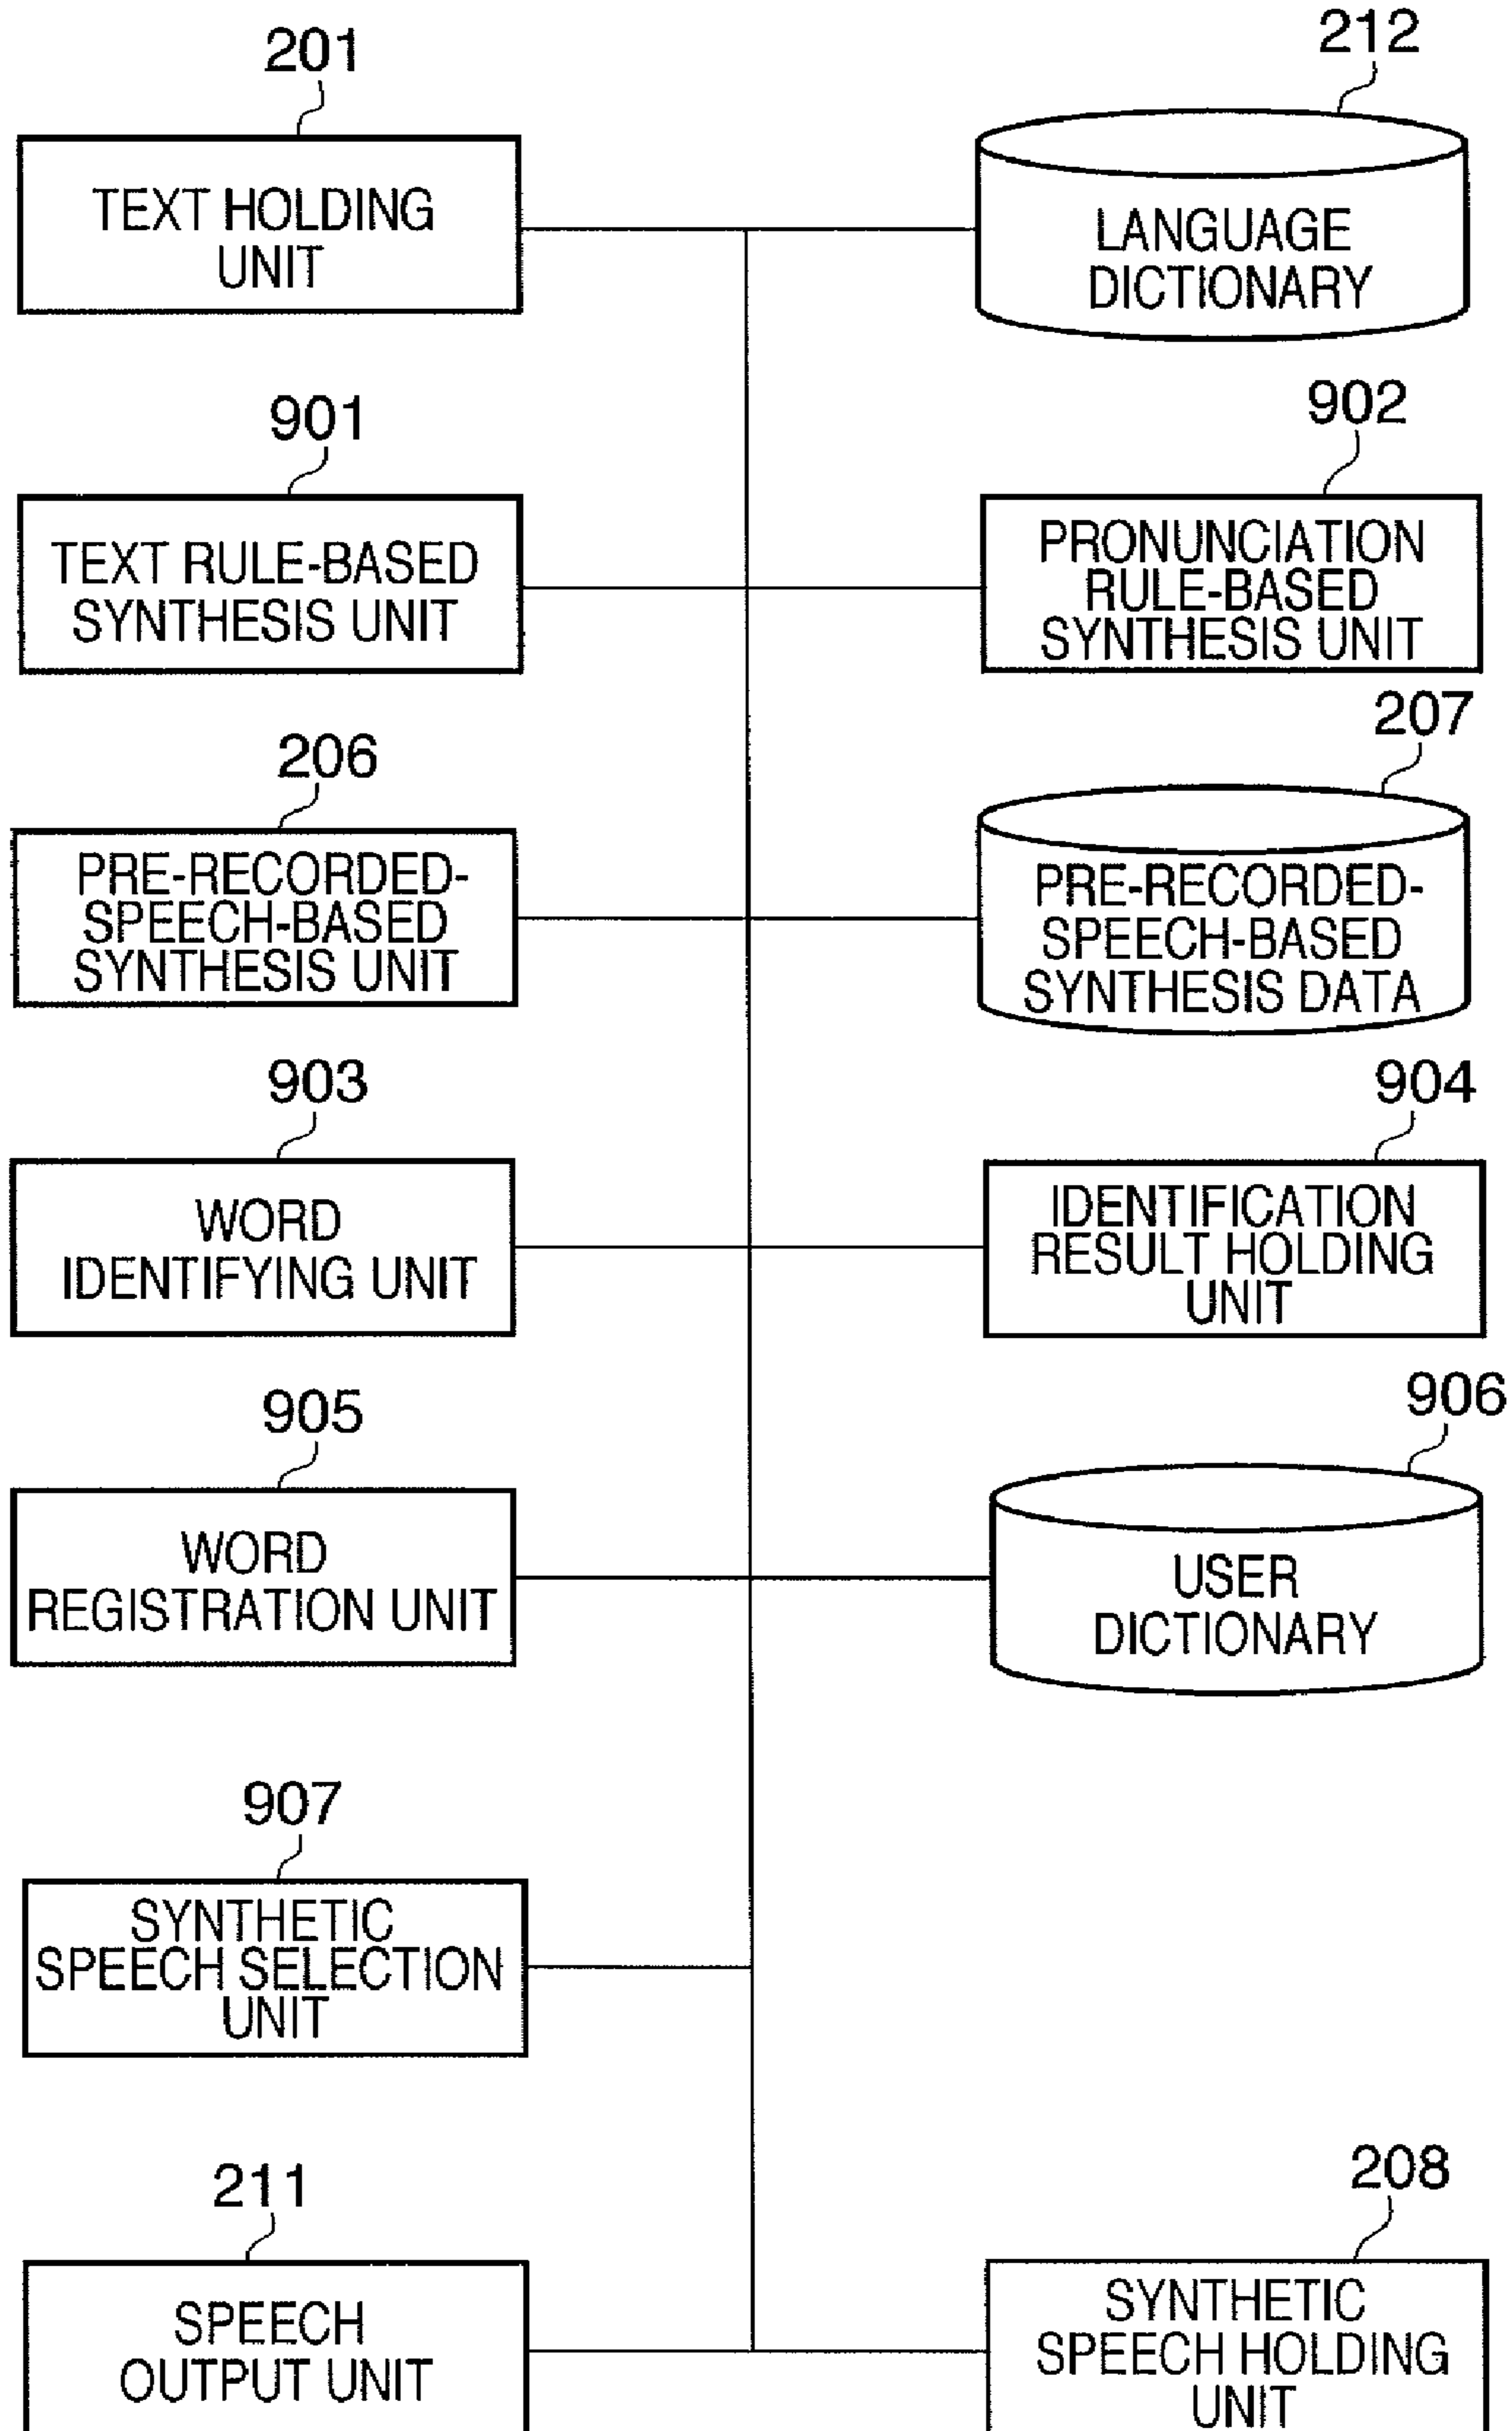 201
TEXT HOLDING
UNIT
212
LANGUAGE
DICTIONARY
901
TEXT RULE-BASED
SYNTHESIS UNIT
902
PRONUNCIATION
RULE-BASED
SYNTHESIS UNIT
206
PRE-RECORDED-
SPEECH-BASED
SYNTHESIS UNIT
207
PRE-RECORDED-
SPEECH-BASED
SYNTHESIS DATA
903
WORD
IDENTIFYING UNIT
904
IDENTIFICATION
RESULT HOLDING
UNIT
905
WORD
REGISTRATION UNIT
906
USER
DICTIONARY
907
SYNTHETIC
SPEECH SELECTION
UNIT
211
SPEECH
OUTPUT UNIT
208
SYNTHETIC
SPEECH HOLDING
UNIT